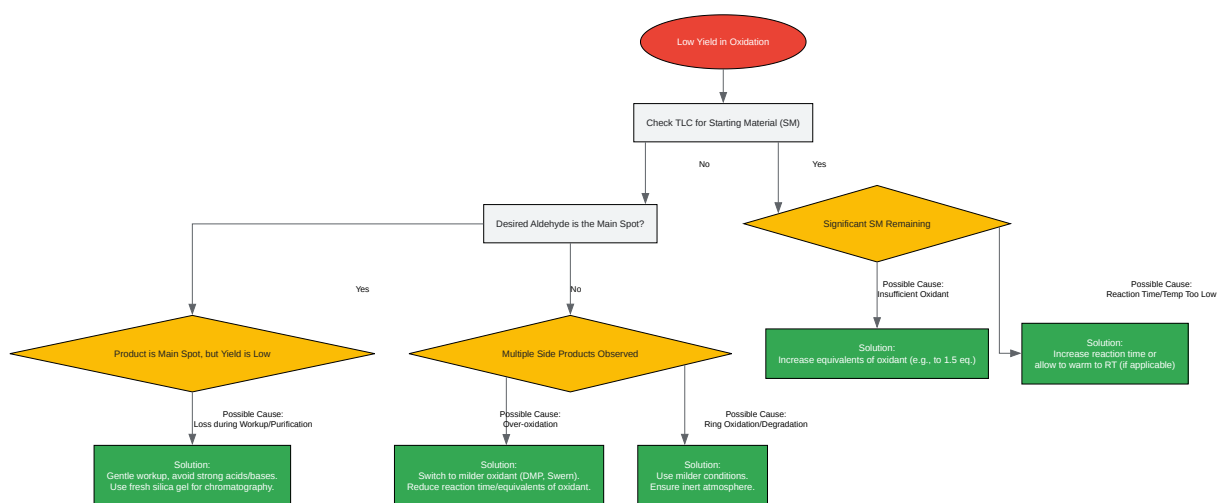 Low Yield in Oxidation
Check TLC for Starting Material (SM)
No
Yes
Desired Aldehyde is the Main Spot?
Significant SM Remaining
Yes
No
Possible Cause:
Insufficient Oxidant
Possible Cause:
Reaction Time/Temp Too Low
Product is Main Spot, but Yield is Low
Multiple Side Products Observed
Solution:
Increase equivalents of oxidant (e.g., to 1.5 eq.)
Solution:
Increase reaction time or
allow to warm to RT (if applicable)
Possible Cause:
Loss during Workup/Purification
Possible Cause:
Over-oxidation
Possible Cause:
Ring Oxidation/Degradation
Solution:
Gentle workup, avoid strong acids/bases.
Use fresh silica gel for chromatography.
Solution:
Switch to milder oxidant (DMP, Swern).
Reduce reaction time/equivalents of oxidant.
Solution:
Use milder conditions.
Ensure inert atmosphere.